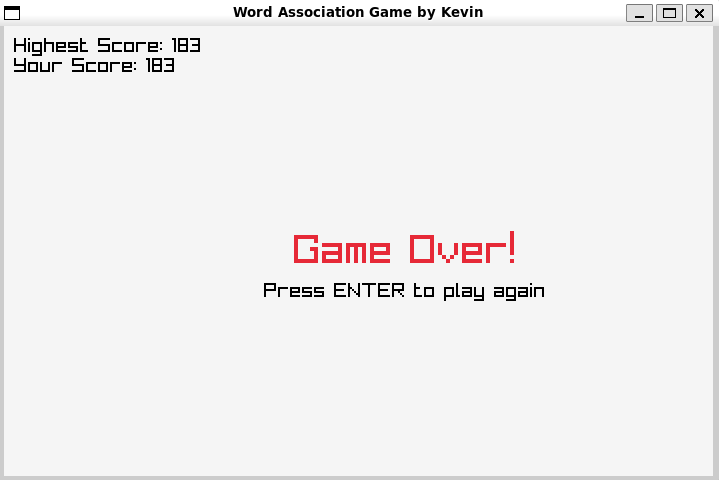 Word Association Game by Kevin
Highest Score: 183
Your Score: 183
Game Over!
Press ENTER to play again